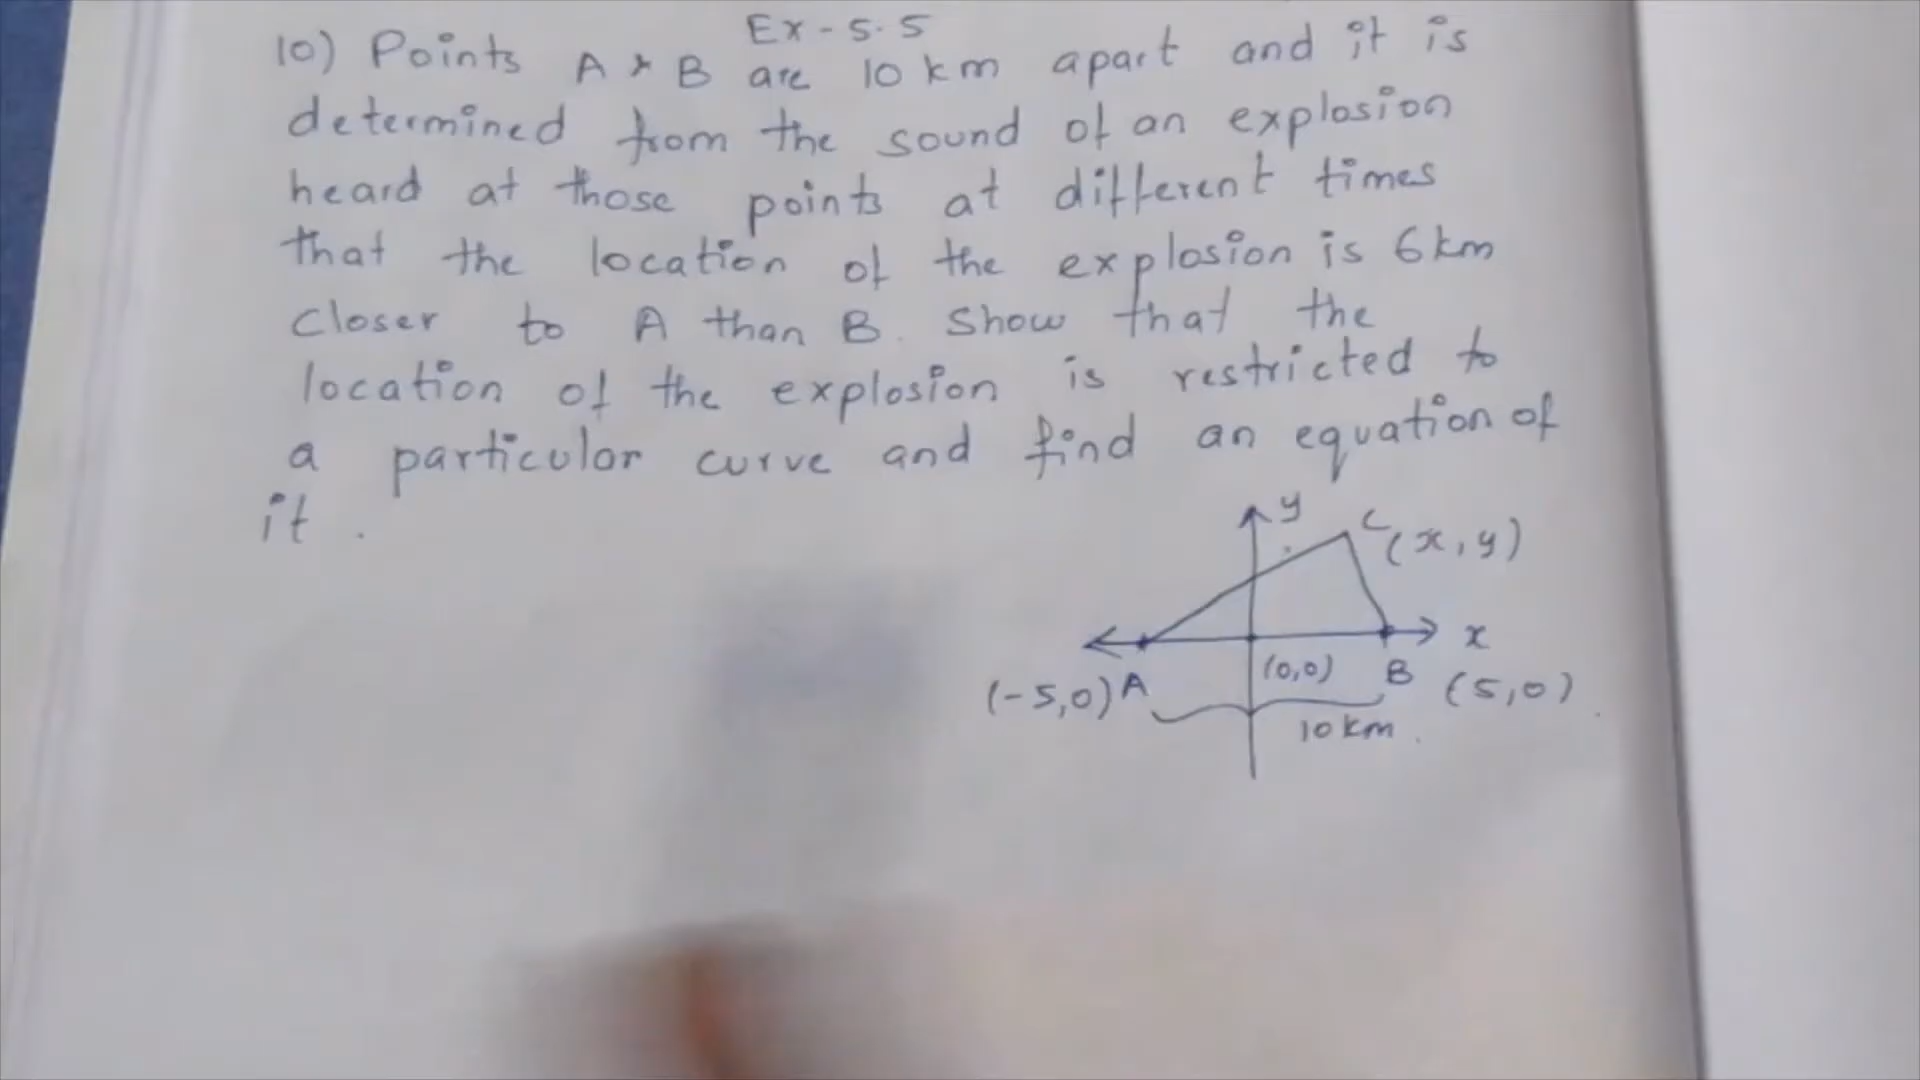 Ex-5.5
10) Points A & B are 10 km apart and it is
determined from the sound of an explosion
heard at those points at different times
that the location of the explosion is 6 km
closer to A than B. Show that the
location of the explosion is restricted to
a particular curve and find an equation of
it.
y
C (x, y)
x
(-5,0) A (0,0) B (5,0)
10 km.